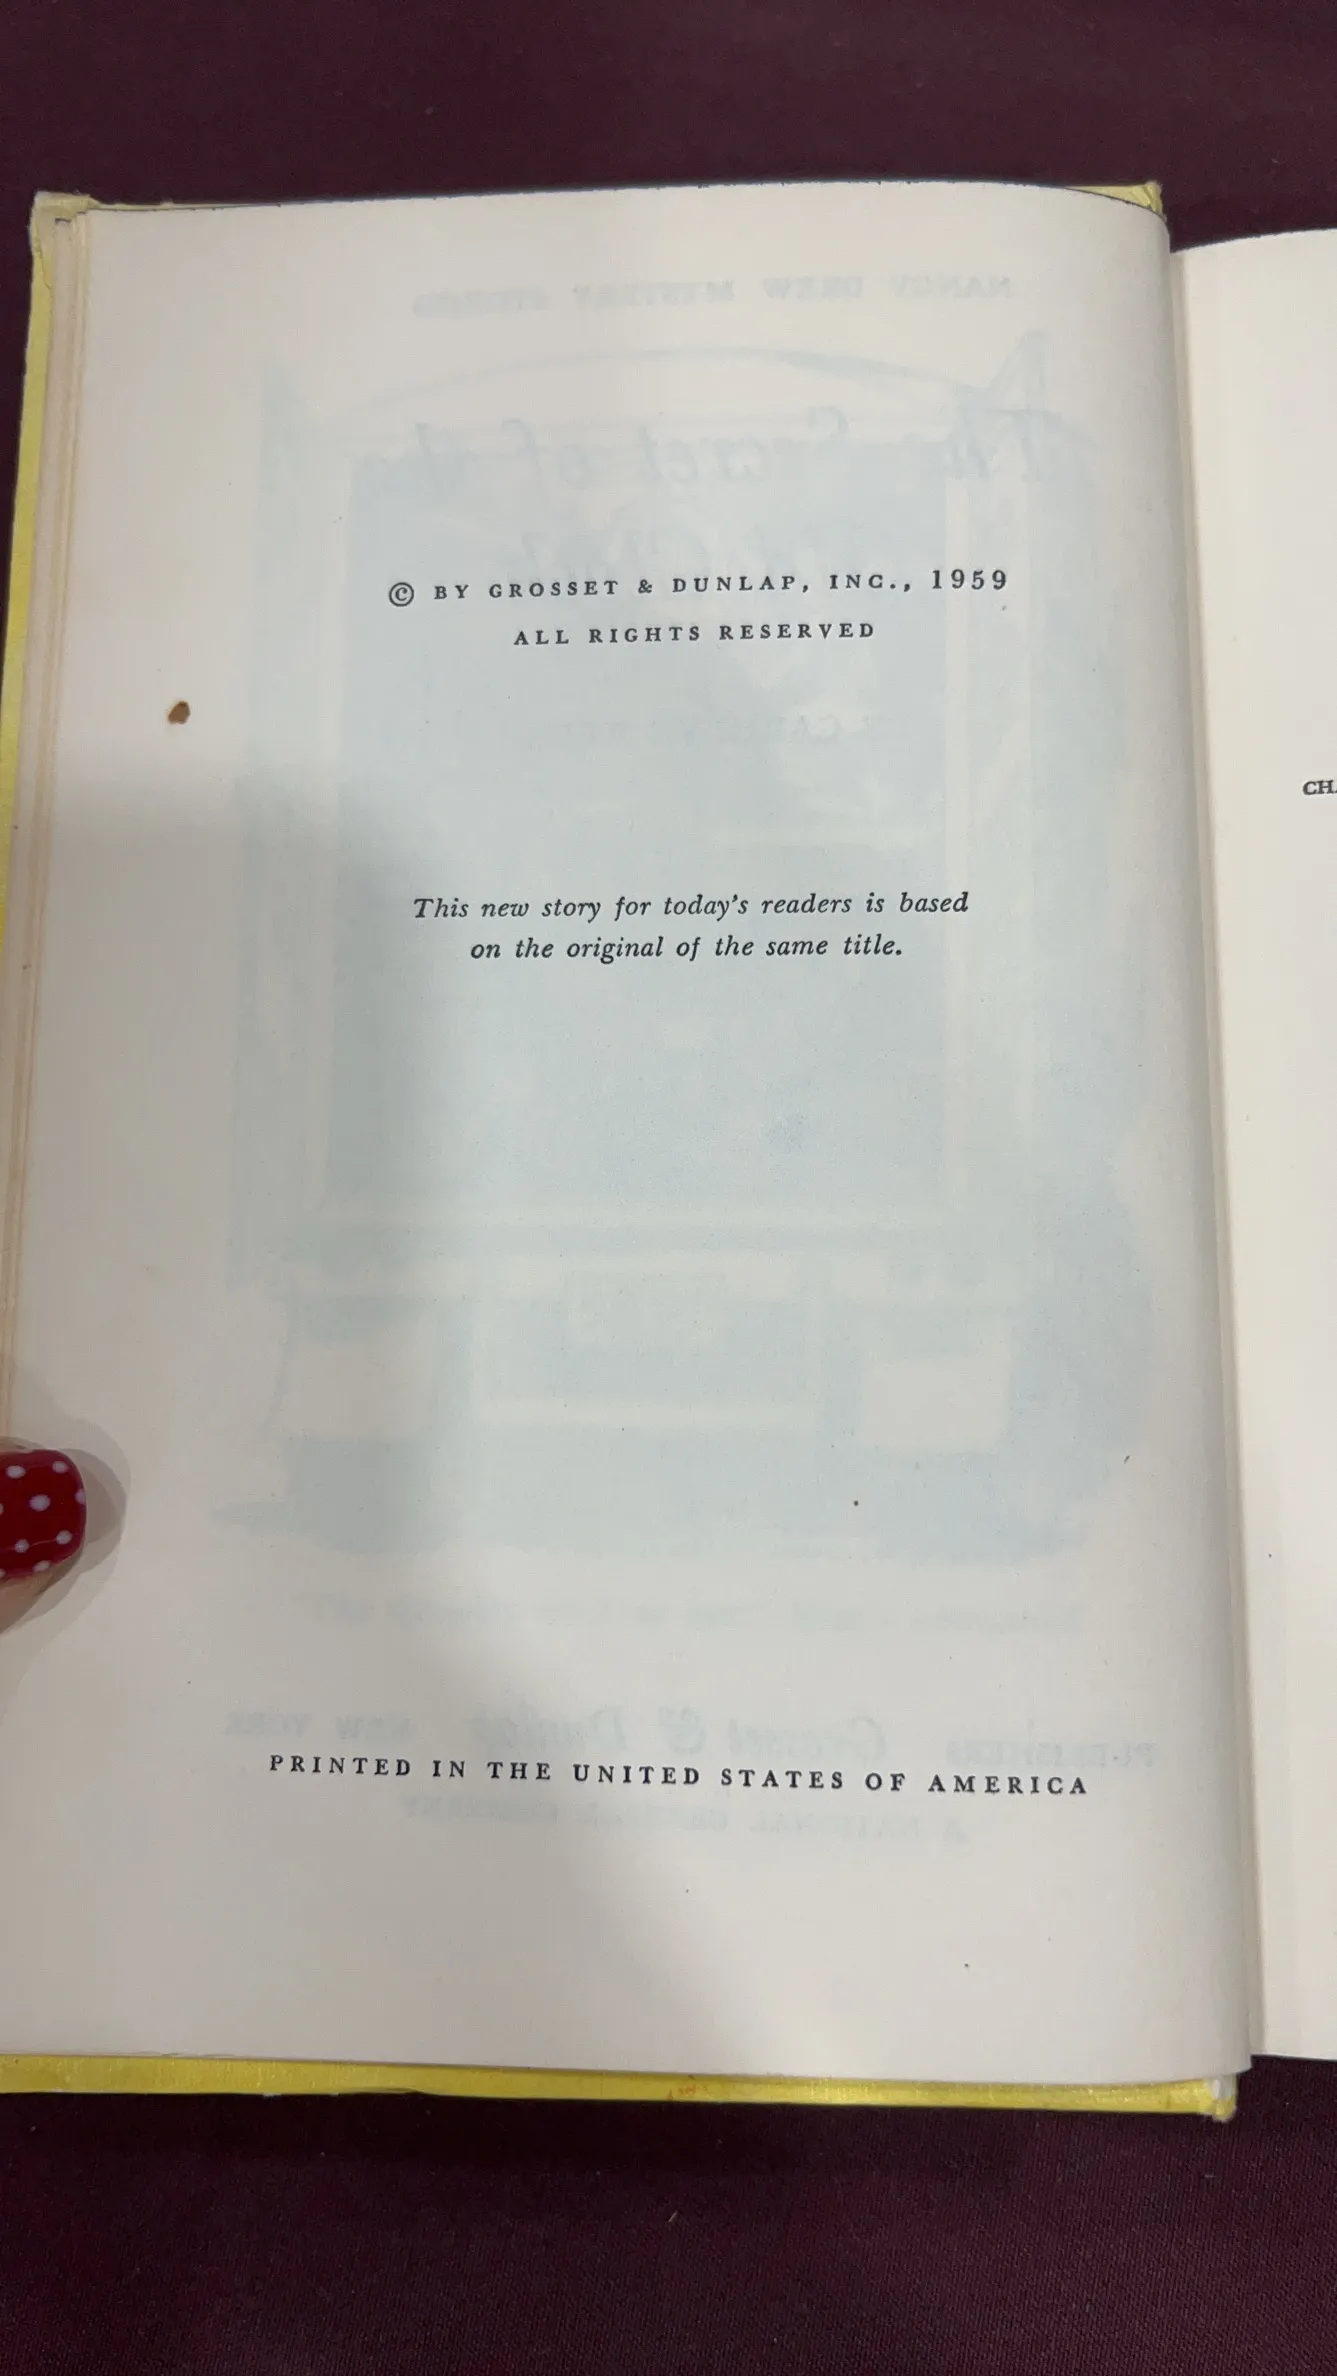 © BY GROSSET & DUNLAP, INC., 1959
ALL RIGHTS RESERVED
This new story for today's readers is based
on the original of the same title.
PRINTED IN THE UNITED STATES OF AMERICA
CH